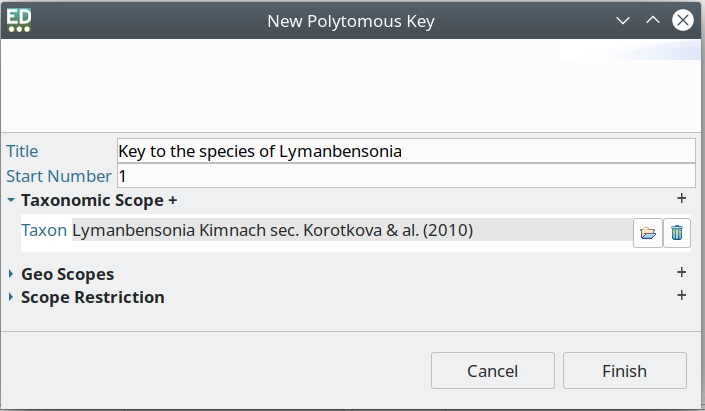 ED
New Polytomous Key
Title Key to the species of Lymanbensonia
Start Number 1
Taxonomic Scope + +
Taxon Lymanbensonia Kimnach sec. Korotkova & al. (2010)
Geo Scopes +
Scope Restriction +
Cancel Finish